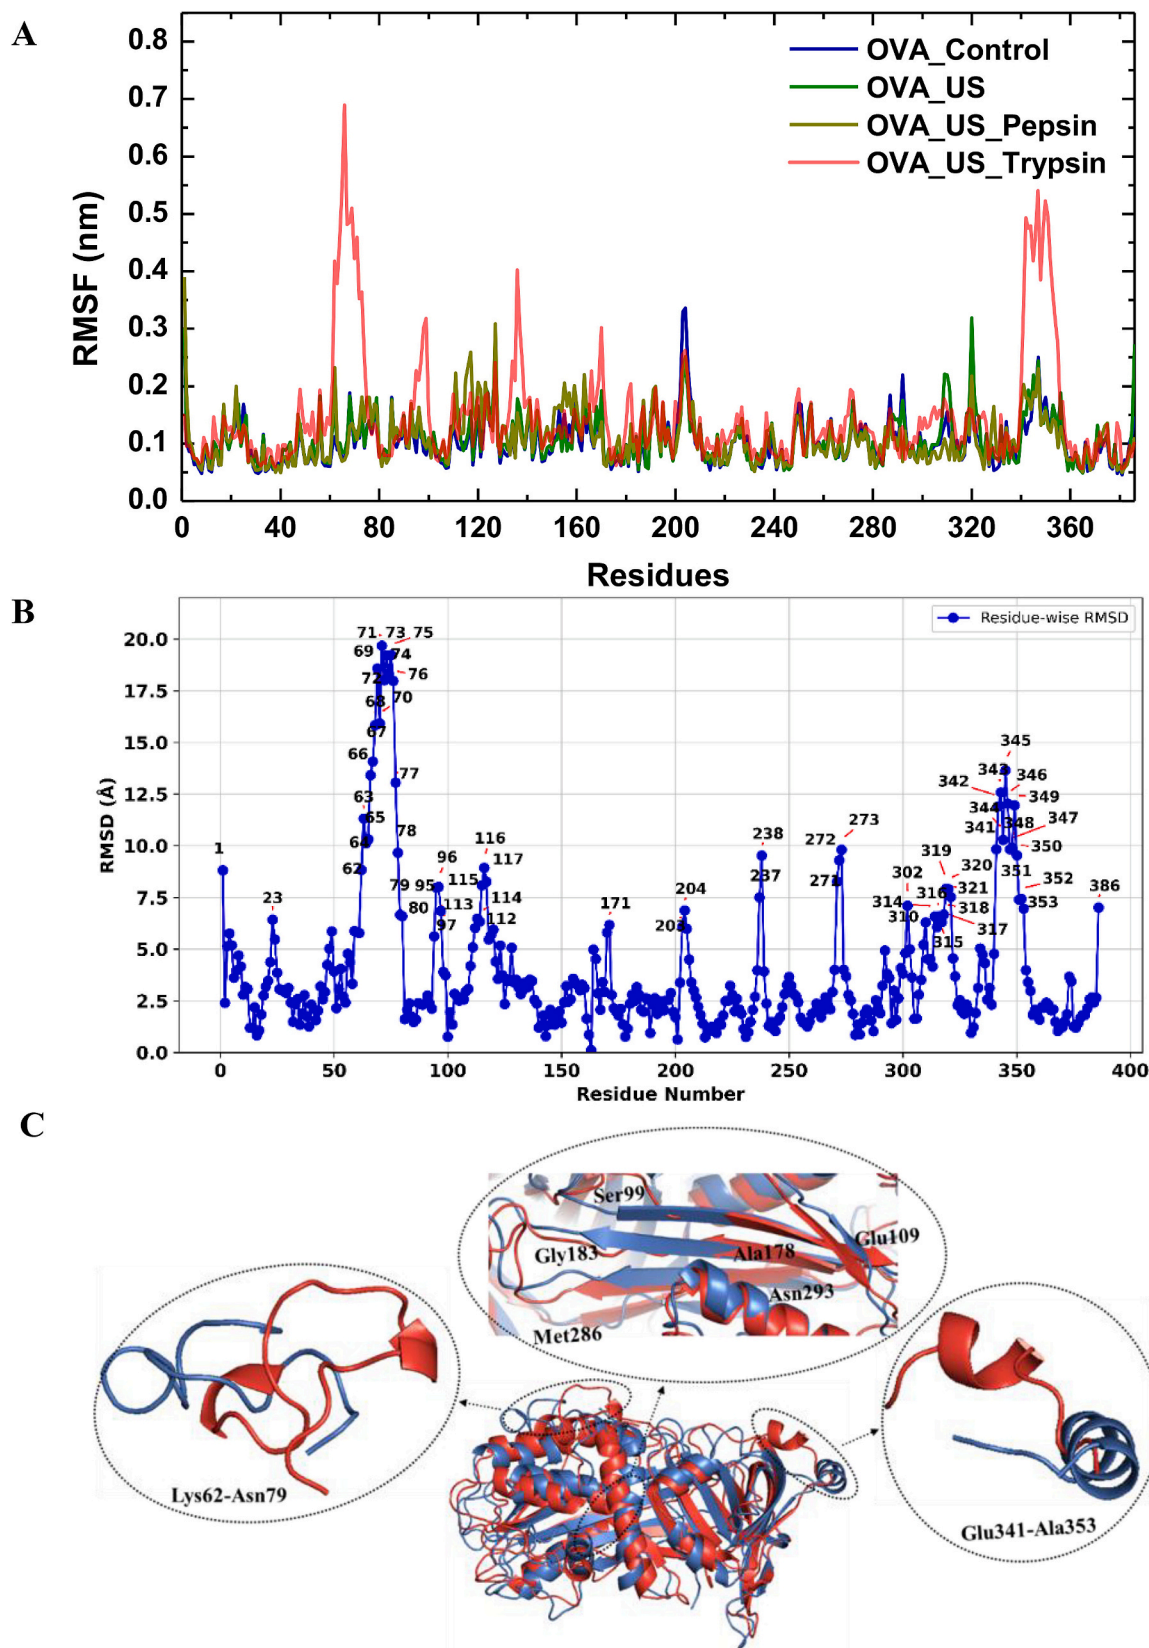 A
0.8
0.7
0.6
0.5
0.4
0.3
0.2
0.1
0.0
RMSF (nm)
OVA_Control
OVA_US
OVA_US_Pepsin
OVA_US_Trypsin
0 40 80 120 160 200 240 280 320 360
Residues
B
20.0
17.5
15.0
12.5
10.0
7.5
5.0
2.5
0.0
RMSD (Å)
Residue-wise RMSD
71 73 75
69 74
72 76
68 70
67
66
77
63
65
64 78
62
79
80
1
23
96
95
97
116
117
115
114
113
112
171
204
203
238
237
272 273
271
302
314 316
310
315
319
320
321
318
317
345
343
342 346
349
344 348 347
341
350
351 352
353
386
0 50 100 150 200 250 300 350 400
Residue Number
C
Ser99
Glu109
Gly183 Ala178
Asn293
Met286
Lys62-Asn79
Glu341-Ala353